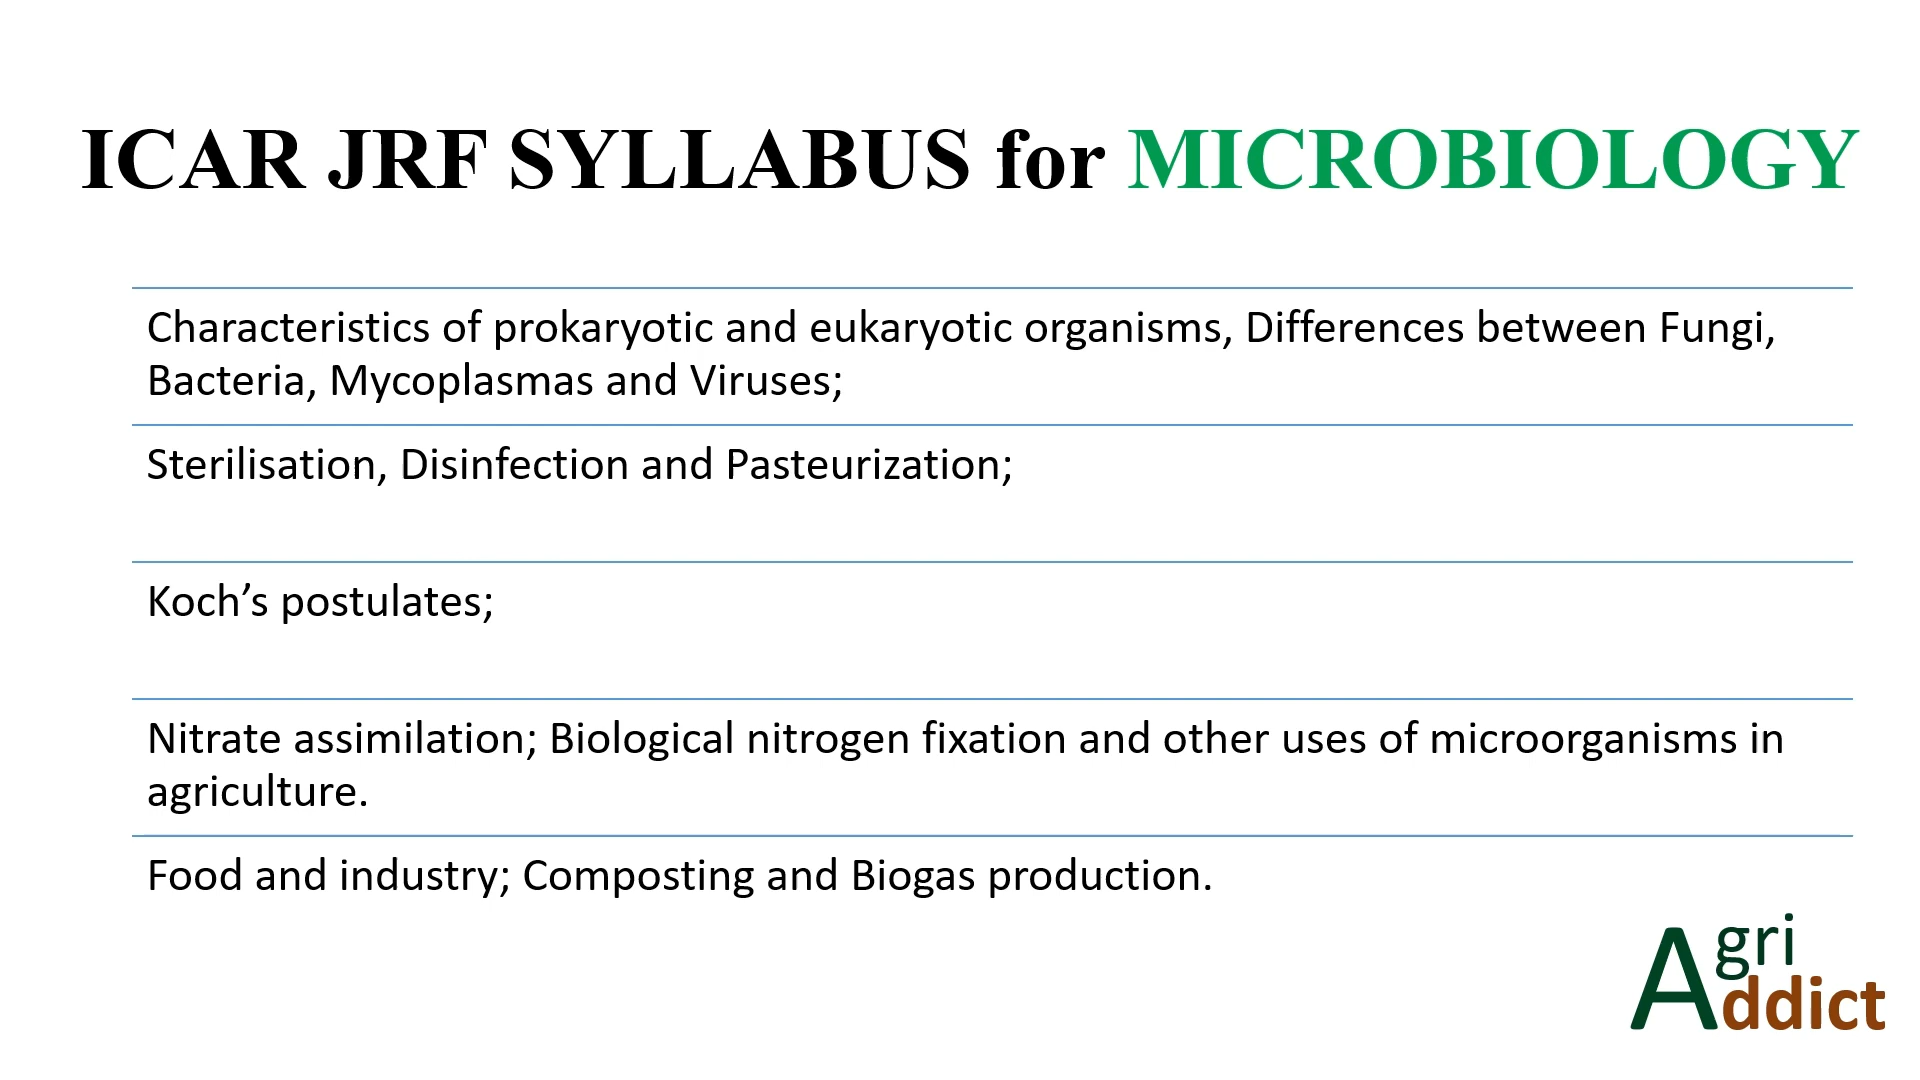 ICAR JRF SYLLABUS for MICROBIOLOGY
Characteristics of prokaryotic and eukaryotic organisms, Differences between Fungi,
Bacteria, Mycoplasmas and Viruses;
Sterilisation, Disinfection and Pasteurization;
Koch’s postulates;
Nitrate assimilation; Biological nitrogen fixation and other uses of microorganisms in
agriculture.
Food and industry; Composting and Biogas production.
Agri
Addict